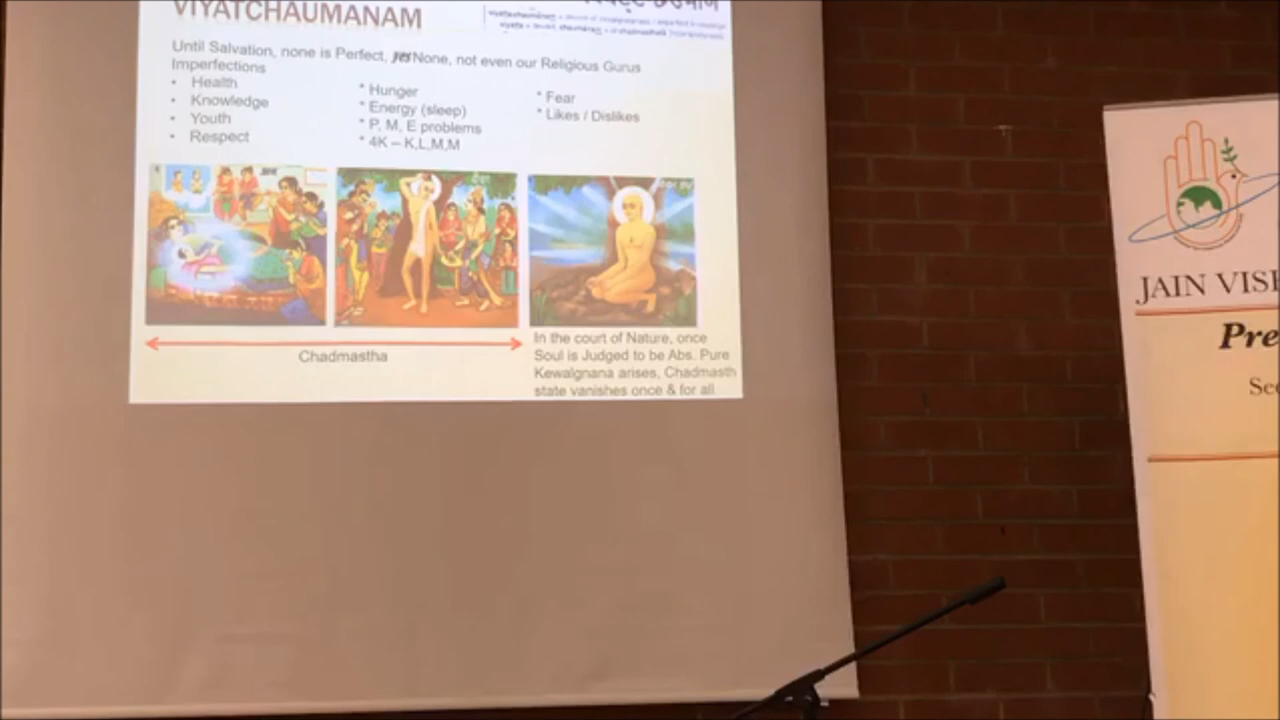 VIYATCHAUMANAM
Until Salvation, none is Perfect, yes None, not even our Religious Gurus
Imperfections
• Health
• Knowledge
• Youth
• Respect
* Hunger
* Energy (sleep)
* P, M, E problems
* 4K – K,L,M,M
* Fear
* Likes / Dislikes
Chadmastha
In the court of Nature, once
Soul is Judged to be Abs. Pure
Kewalgnana arises, Chadmasth
state vanishes once & for all
JAIN VIS
Pre
Sec